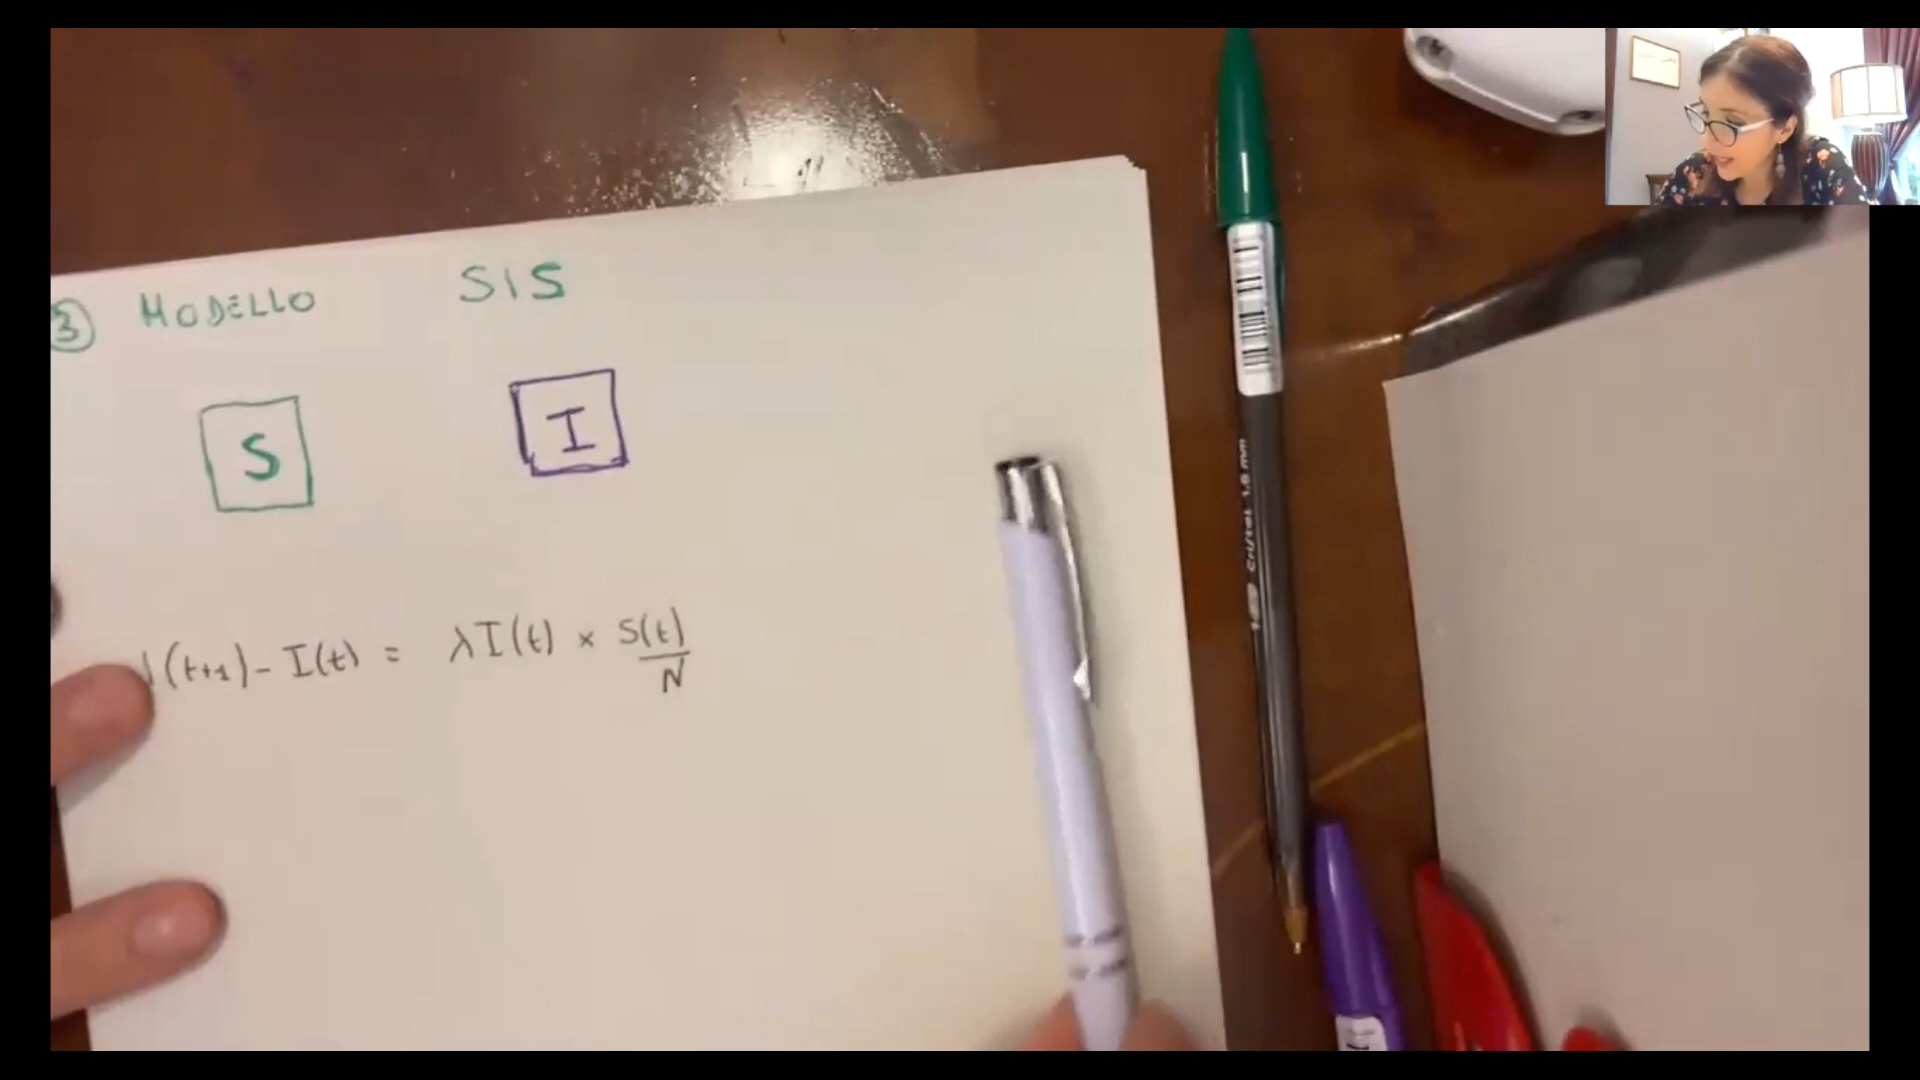 3 MODELLO SIS
S I
I(t+1) - I(t) = λI(t) × S(t)/N
Cristal 1.6 mm